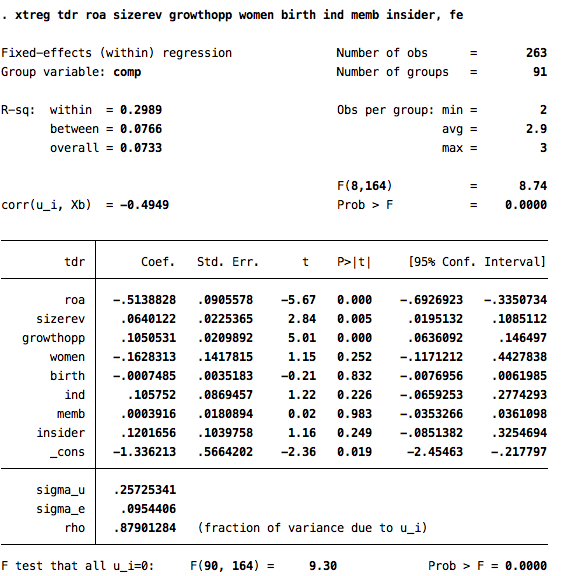 . xtreg tdr roa sizerev growthopp women birth ind memb insider, fe
Fixed-effects (within) regression Number of obs = 263
Group variable: comp Number of groups = 91
R-sq: within = 0.2989 Obs per group: min = 2
between = 0.0766 avg = 2.9
overall = 0.0733 max = 3
F(8,164) = 8.74
corr(u_i, Xb) = -0.4949 Prob > F = 0.0000
tdr Coef. Std. Err. t P>|t| [95% Conf. Interval]
roa -.5138828 .0905578 -5.67 0.000 -.6926923 -.3350734
sizerev .0640122 .0225365 2.84 0.005 .0195132 .1085112
growthopp .1050531 .0209892 5.01 0.000 .0636092 .146497
women -.1628313 .1417815 1.15 0.252 -.1171212 .4427838
birth -.0007485 .0035183 -0.21 0.832 -.0076956 .0061985
ind .105752 .0869457 1.22 0.226 -.0659253 .2774293
memb .0003916 .0180894 0.02 0.983 -.0353266 .0361098
insider .1201656 .1039758 1.16 0.249 -.0851382 .3254694
_cons -1.336213 .5664202 -2.36 0.019 -2.45463 -.217797
sigma_u .25725341
sigma_e .0954406
rho .87901284 (fraction of variance due to u_i)
F test that all u_i=0: F(90, 164) = 9.30 Prob > F = 0.0000